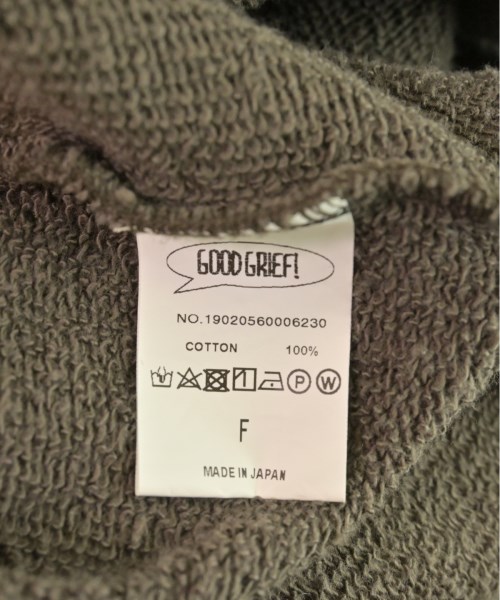 GOOD GRIEF!
NO.19020560006230
COTTON 100%
P W
F
MADE IN JAPAN